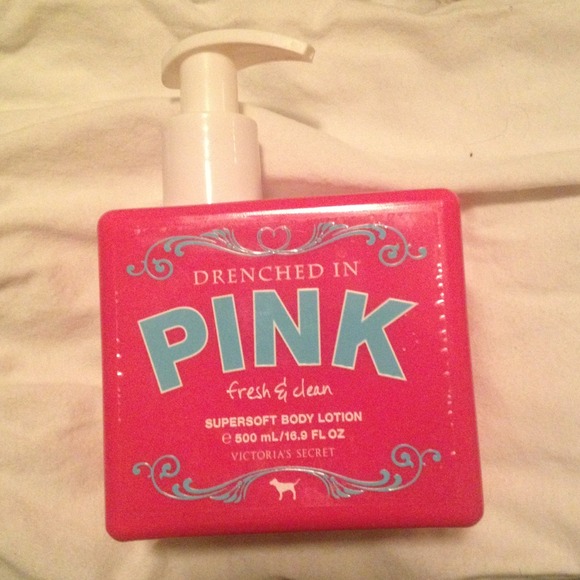 DRENCHED IN
PINK
fresh & clean
SUPERSOFT BODY LOTION
℮ 500 mL/16.9 FL OZ
VICTORIA'S SECRET